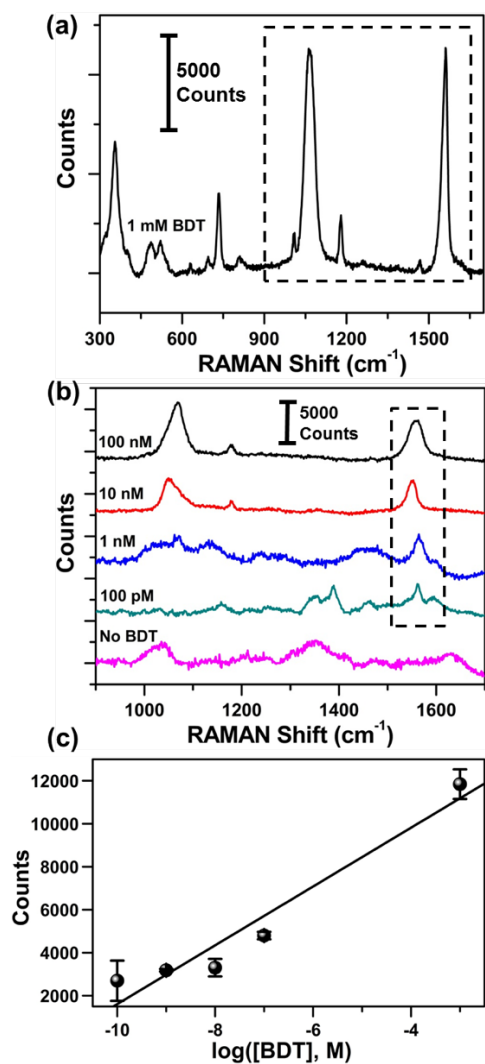 (a)
5000
Counts
1 mM BDT
Counts
300 600 900 1200 1500
RAMAN Shift (cm⁻¹)
(b)
5000
Counts
100 nM
10 nM
1 nM
100 pM
No BDT
Counts
1000 1200 1400 1600
RAMAN Shift (cm⁻¹)
(c)
12000
10000
8000
6000
4000
2000
Counts
-10 -8 -6 -4 -2
log([BDT], M)